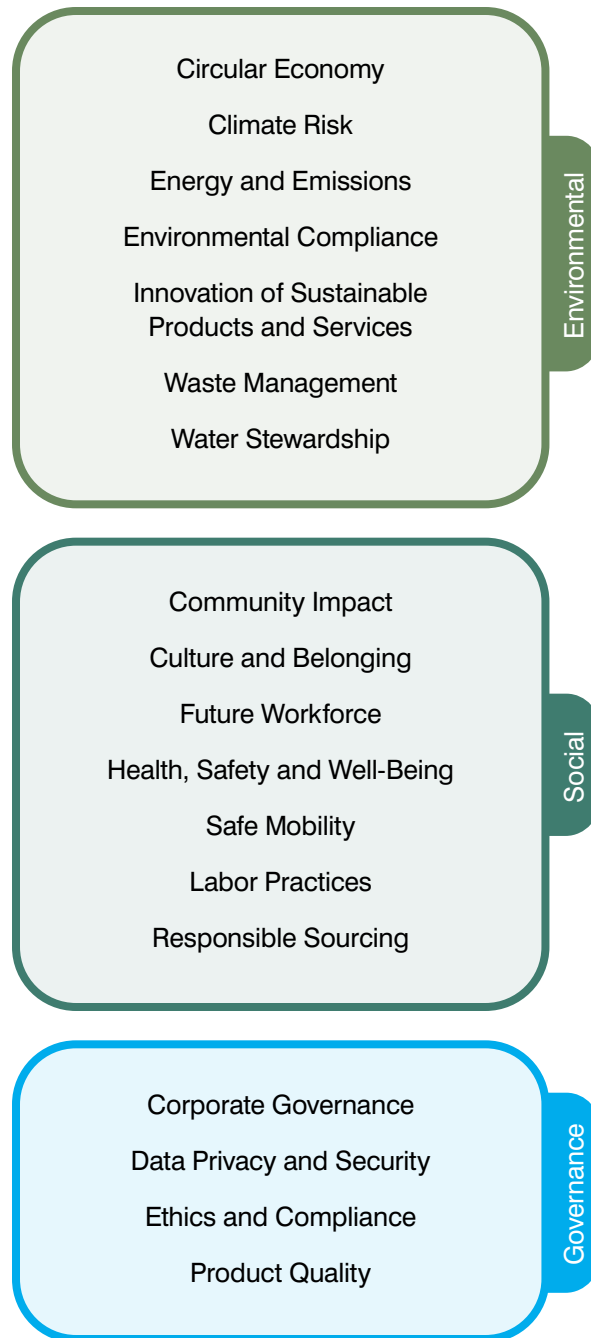 Circular Economy
Climate Risk
Energy and Emissions
Environmental Compliance
Innovation of Sustainable
Products and Services
Waste Management
Water Stewardship
Environmental
Community Impact
Culture and Belonging
Future Workforce
Health, Safety and Well-Being
Safe Mobility
Labor Practices
Responsible Sourcing
Social
Corporate Governance
Data Privacy and Security
Ethics and Compliance
Product Quality
Governance